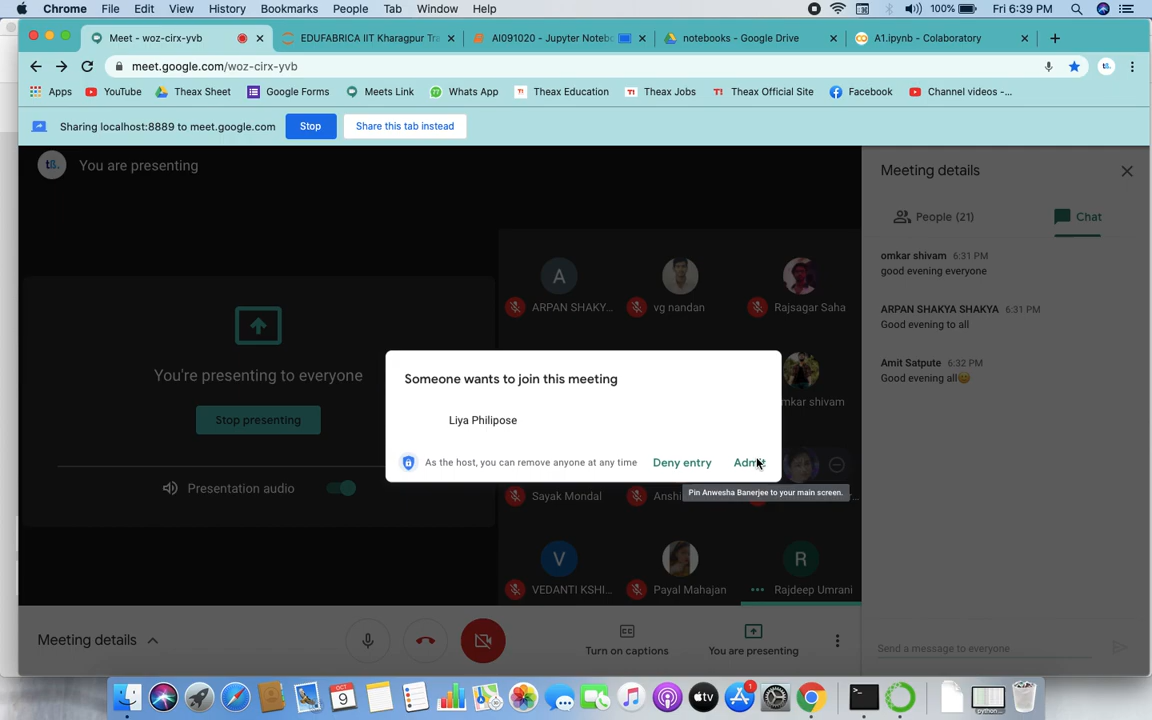 Chrome File Edit View History Bookmarks People Tab Window Help 100% Fri 6:39 PM
Meet - woz-cirx-yvb EDUFABRICA IIT Kharagpur Tra AI091020 - Jupyter Notebo notebooks - Google Drive A1.ipynb - Colaboratory
meet.google.com/woz-cirx-yvb
Apps YouTube Theax Sheet Google Forms Meets Link Whats App Theax Education Theax Jobs Theax Official Site Facebook Channel videos -...
Sharing localhost:8889 to meet.google.com Stop Share this tab instead
You are presenting
Meeting details
People (21) Chat
omkar shivam 6:31 PM
good evening everyone
ARPAN SHAKYA SHAKYA 6:31 PM
Good evening to all
Amit Satpute 6:32 PM
Good evening all😊
A
ARPAN SHAKY... vg nandan Rajsagar Saha
You're presenting to everyone
Stop presenting
Presentation audio
mkar shivam
Someone wants to join this meeting
Liya Philipose
As the host, you can remove anyone at any time Deny entry
Pin Anwesha Banerjee to your main screen.
Sayak Mondal Anshi
V R
VEDANTI KSHI... Payal Mahajan Rajdeep Umrani
Meeting details Turn on captions You are presenting
Send a message to everyone
OCT
9
1
python...